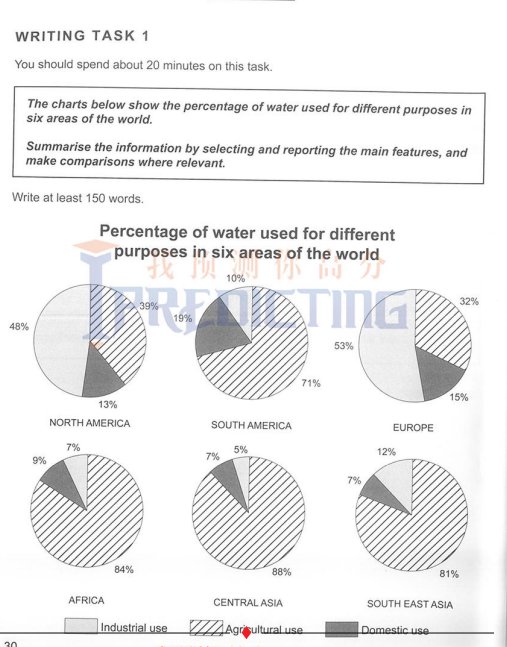 WRITING TASK 1
You should spend about 20 minutes on this task.
The charts below show the percentage of water used for different purposes in
six areas of the world.
Summarise the information by selecting and reporting the main features, and
make comparisons where relevant.
Write at least 150 words.
Percentage of water used for different
purposes in six areas of the world
我预测你高分
PREDICTING
48%
39%
13%
NORTH AMERICA
10%
19%
71%
SOUTH AMERICA
32%
53%
15%
EUROPE
7%
9%
84%
AFRICA
5%
7%
88%
CENTRAL ASIA
12%
7%
81%
SOUTH EAST ASIA
Industrial use
Agricultural use
Domestic use
30